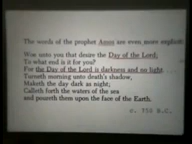 The words of the prophet Amos are even more explicit:
Woe unto you that desire the Day of the Lord:
To what end is it for you?
For the Day of the Lord is darkness and no light.
Turneth morning unto death's shadow,
Maketh the day dark as night;
Calleth forth the waters of the sea
and poureth them upon the face of the Earth.
c. 750 B.C.